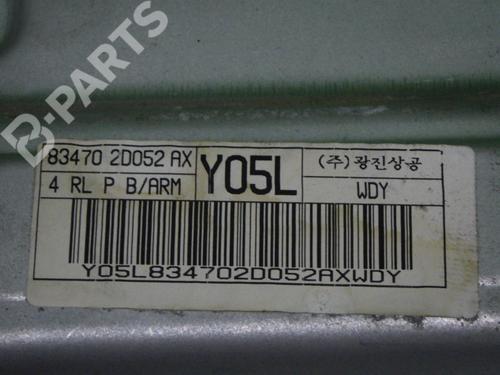 B-PARTS
83470 2D052 AX
Y05L
(주)광진상공
4 RL P B/ARM
WDY
Y05L834702D052AXWDY